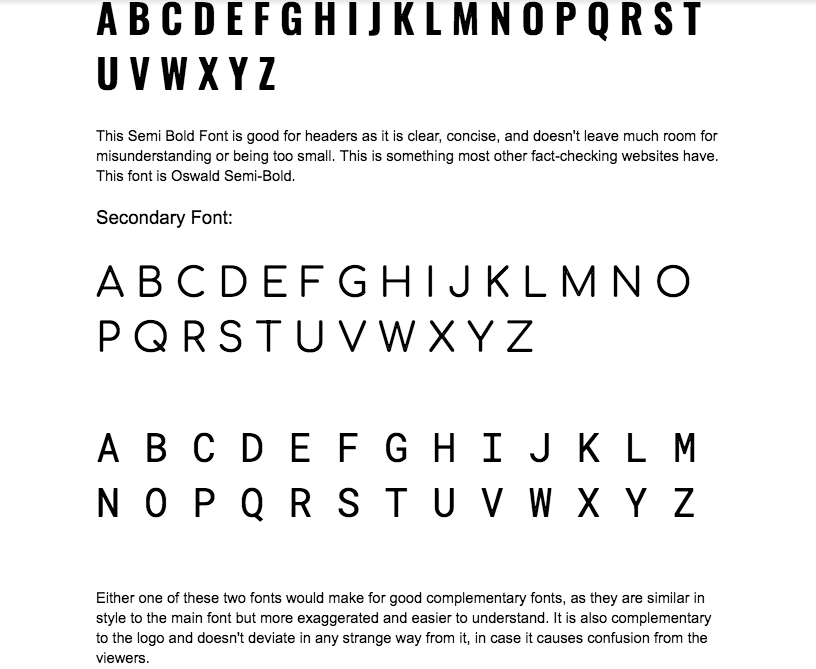 A B C D E F G H I J K L M N O P Q R S T
U V W X Y Z
This Semi Bold Font is good for headers as it is clear, concise, and doesn't leave much room for
misunderstanding or being too small. This is something most other fact-checking websites have.
This font is Oswald Semi-Bold.
Secondary Font:
A B C D E F G H I J K L M N O
P Q R S T U V W X Y Z
A B C D E F G H I J K L M
N O P Q R S T U V W X Y Z
Either one of these two fonts would make for good complementary fonts, as they are similar in
style to the main font but more exaggerated and easier to understand. It is also complementary
to the logo and doesn't deviate in any strange way from it, in case it causes confusion from the
viewers.